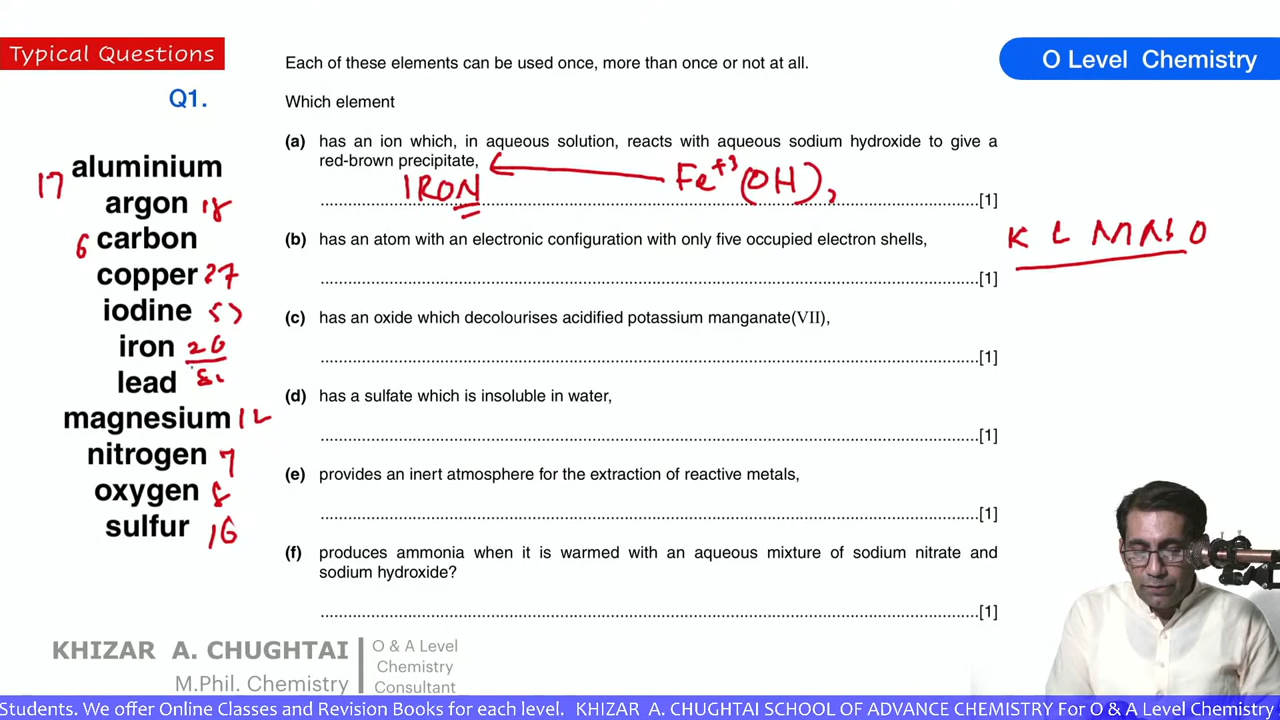 Typical Questions
O Level Chemistry
Q1.
Each of these elements can be used once, more than once or not at all.
Which element
aluminium 17
argon 18
6 carbon
copper 27
iodine 53
iron 26
lead
magnesium 12
nitrogen 7
oxygen 8
sulfur 16
(a) has an ion which, in aqueous solution, reacts with aqueous sodium hydroxide to give a
red-brown precipitate,
IRON Fe+3(OH)3
[1]
(b) has an atom with an electronic configuration with only five occupied electron shells,
K L M N O
[1]
(c) has an oxide which decolourises acidified potassium manganate(VII),
[1]
(d) has a sulfate which is insoluble in water,
[1]
(e) provides an inert atmosphere for the extraction of reactive metals,
[1]
(f) produces ammonia when it is warmed with an aqueous mixture of sodium nitrate and
sodium hydroxide?
[1]
KHIZAR A. CHUGHTAI
M.Phil. Chemistry
O & A Level
Chemistry
Consultant
Students. We offer Online Classes and Revision Books for each level. KHIZAR A. CHUGHTAI SCHOOL OF ADVANCE CHEMISTRY For O & A Level Chemistry